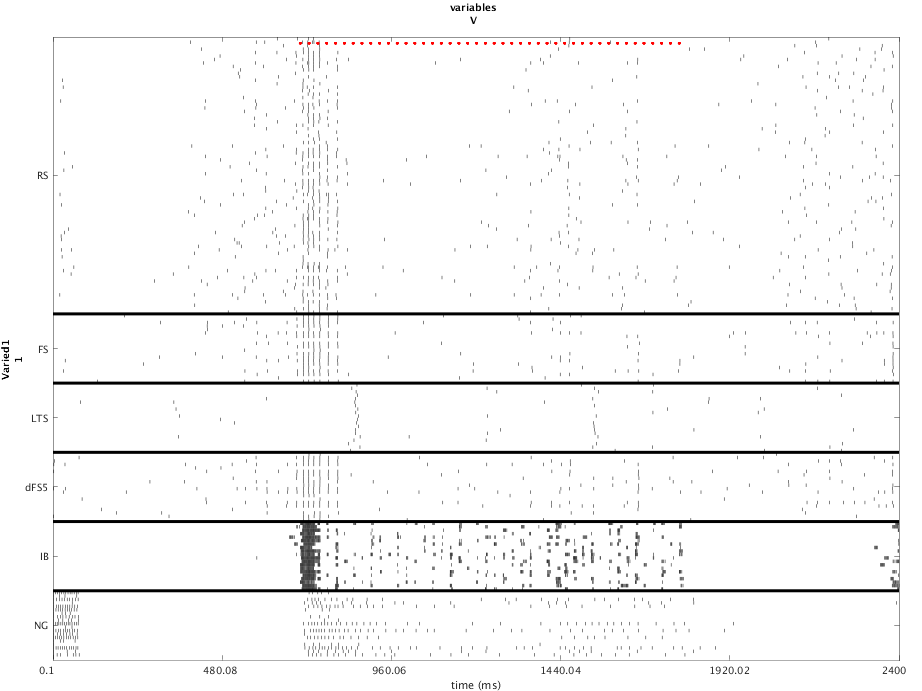 variables
V
RS
FS
LTS
dFS5
IB
NG
Varied1
1
0.1
480.08
960.06
1440.04
1920.02
2400
time (ms)